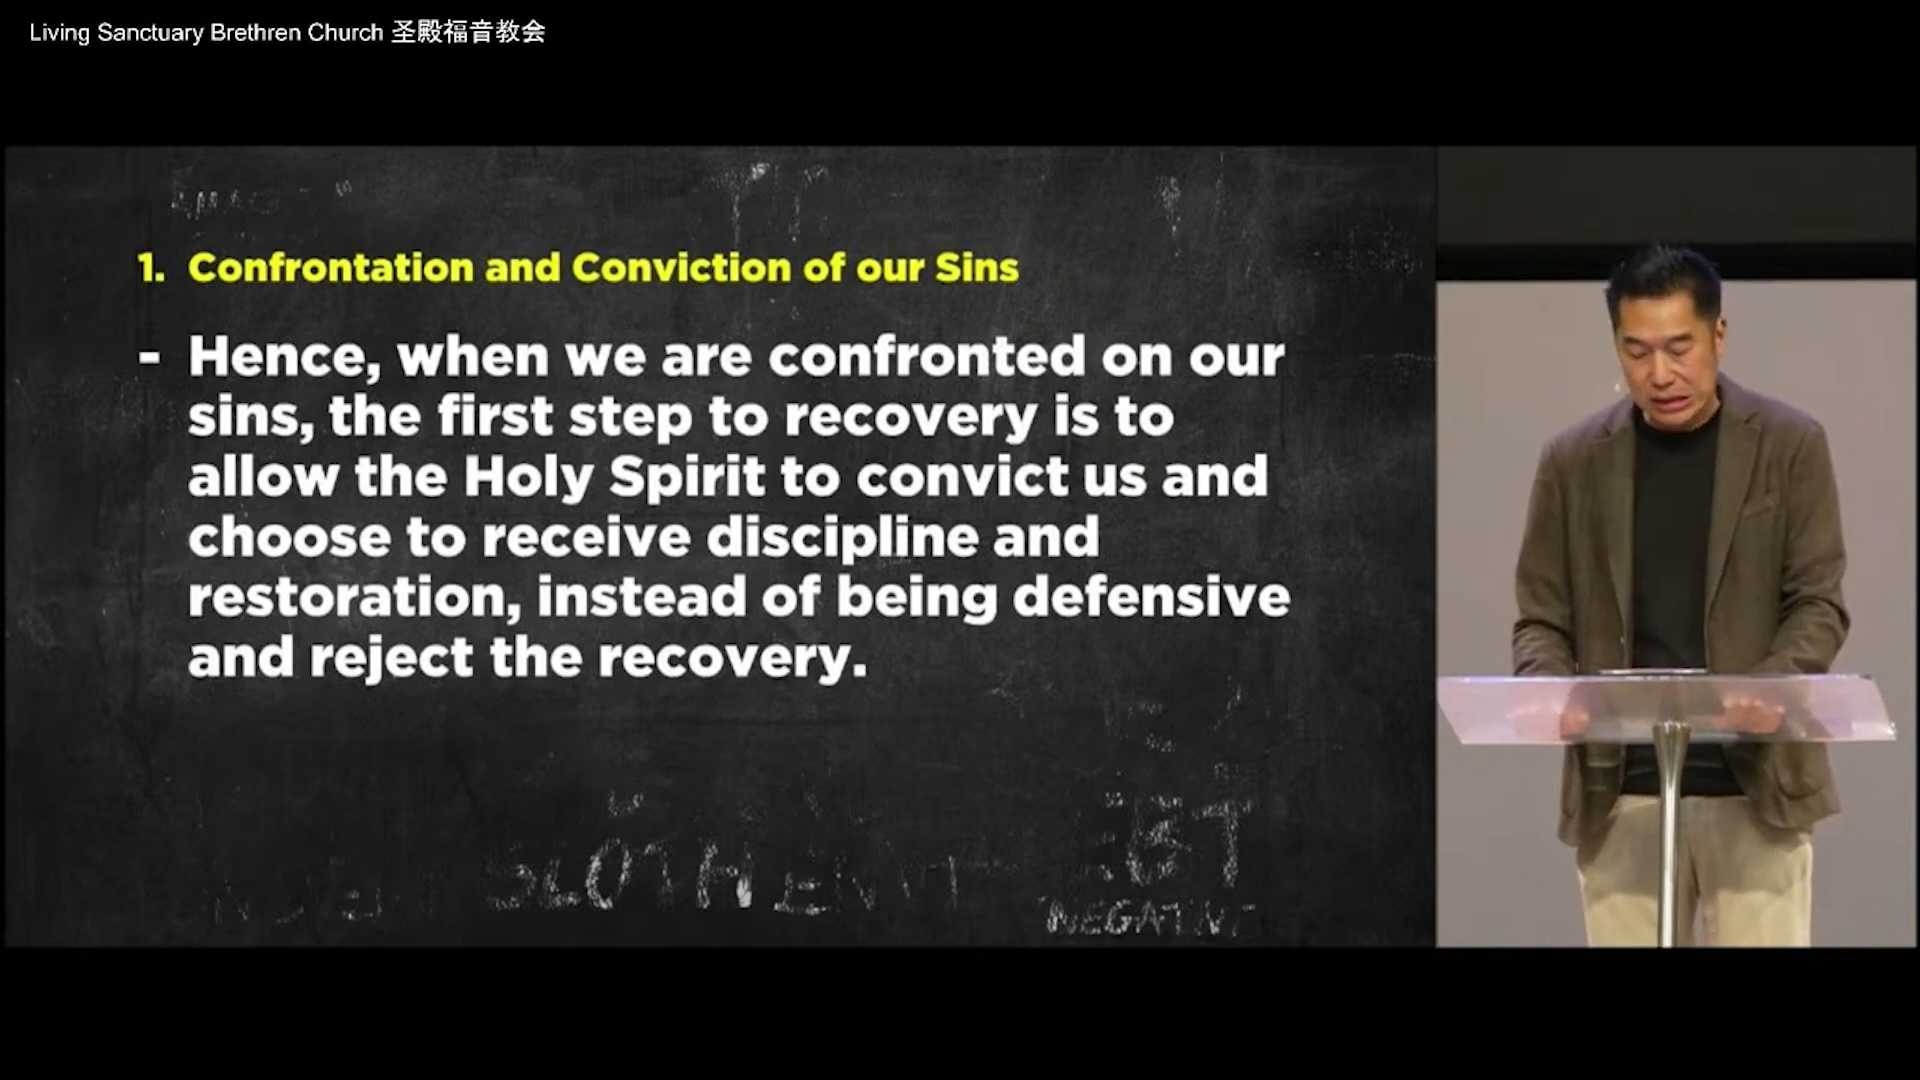 Living Sanctuary Brethren Church 圣殿福音教会
1. Confrontation and Conviction of our Sins
- Hence, when we are confronted on our
sins, the first step to recovery is to
allow the Holy Spirit to convict us and
choose to receive discipline and
restoration, instead of being defensive
and reject the recovery.
SLOTH